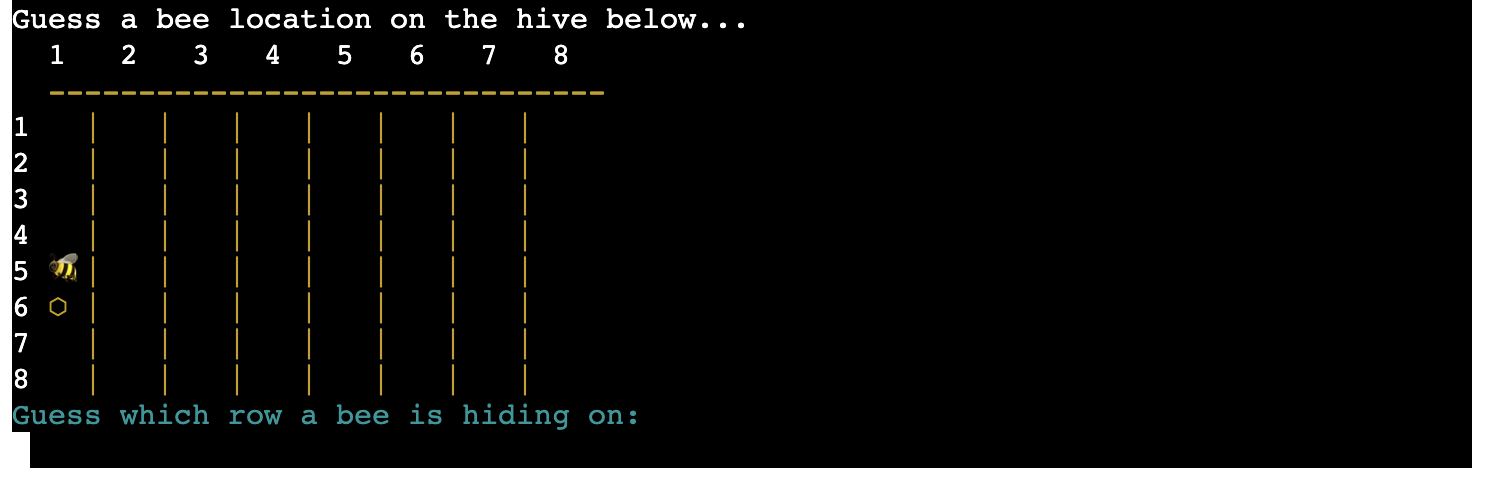 Guess a bee location on the hive below...
1 2 3 4 5 6 7 8
-------------------------------
1 | | | | | | |
2 | | | | | | |
3 | | | | | | |
4 | | | | | | |
5 🐝 | | | | | | |
6 ⬡ | | | | | | |
7 | | | | | | |
8 | | | | | | |
Guess which row a bee is hiding on: